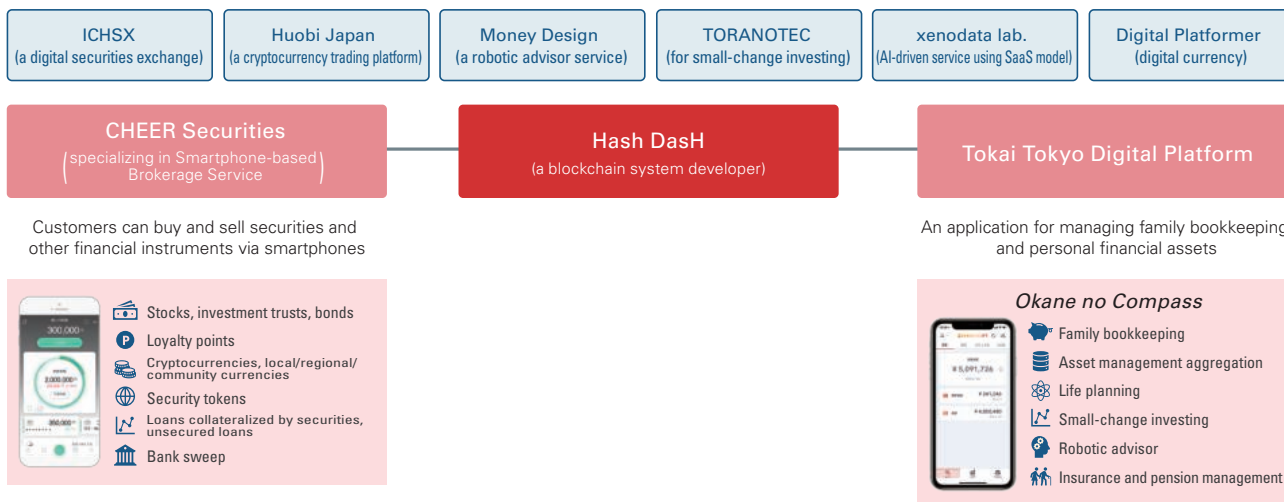 ICHSX
(a digital securities exchange)
Huobi Japan
(a cryptocurrency trading platform)
Money Design
(a robotic advisor service)
TORANOTEC
(for small-change investing)
xenodata lab.
(AI-driven service using SaaS model)
Digital Platformer
(digital currency)
CHEER Securities
(specializing in Smartphone-based
Brokerage Service)
Hash DasH
(a blockchain system developer)
Tokai Tokyo Digital Platform
Customers can buy and sell securities and
other financial instruments via smartphones
An application for managing family bookkeeping
and personal financial assets
300,000
2,000,000
350,000
Stocks, investment trusts, bonds
P
Loyalty points
Cryptocurrencies, local/regional/
community currencies
Security tokens
Loans collateralized by securities,
unsecured loans
Bank sweep
Okane no Compass
¥ 5,091,726
Family bookkeeping
Asset management aggregation
Life planning
Small-change investing
Robotic advisor
Insurance and pension management